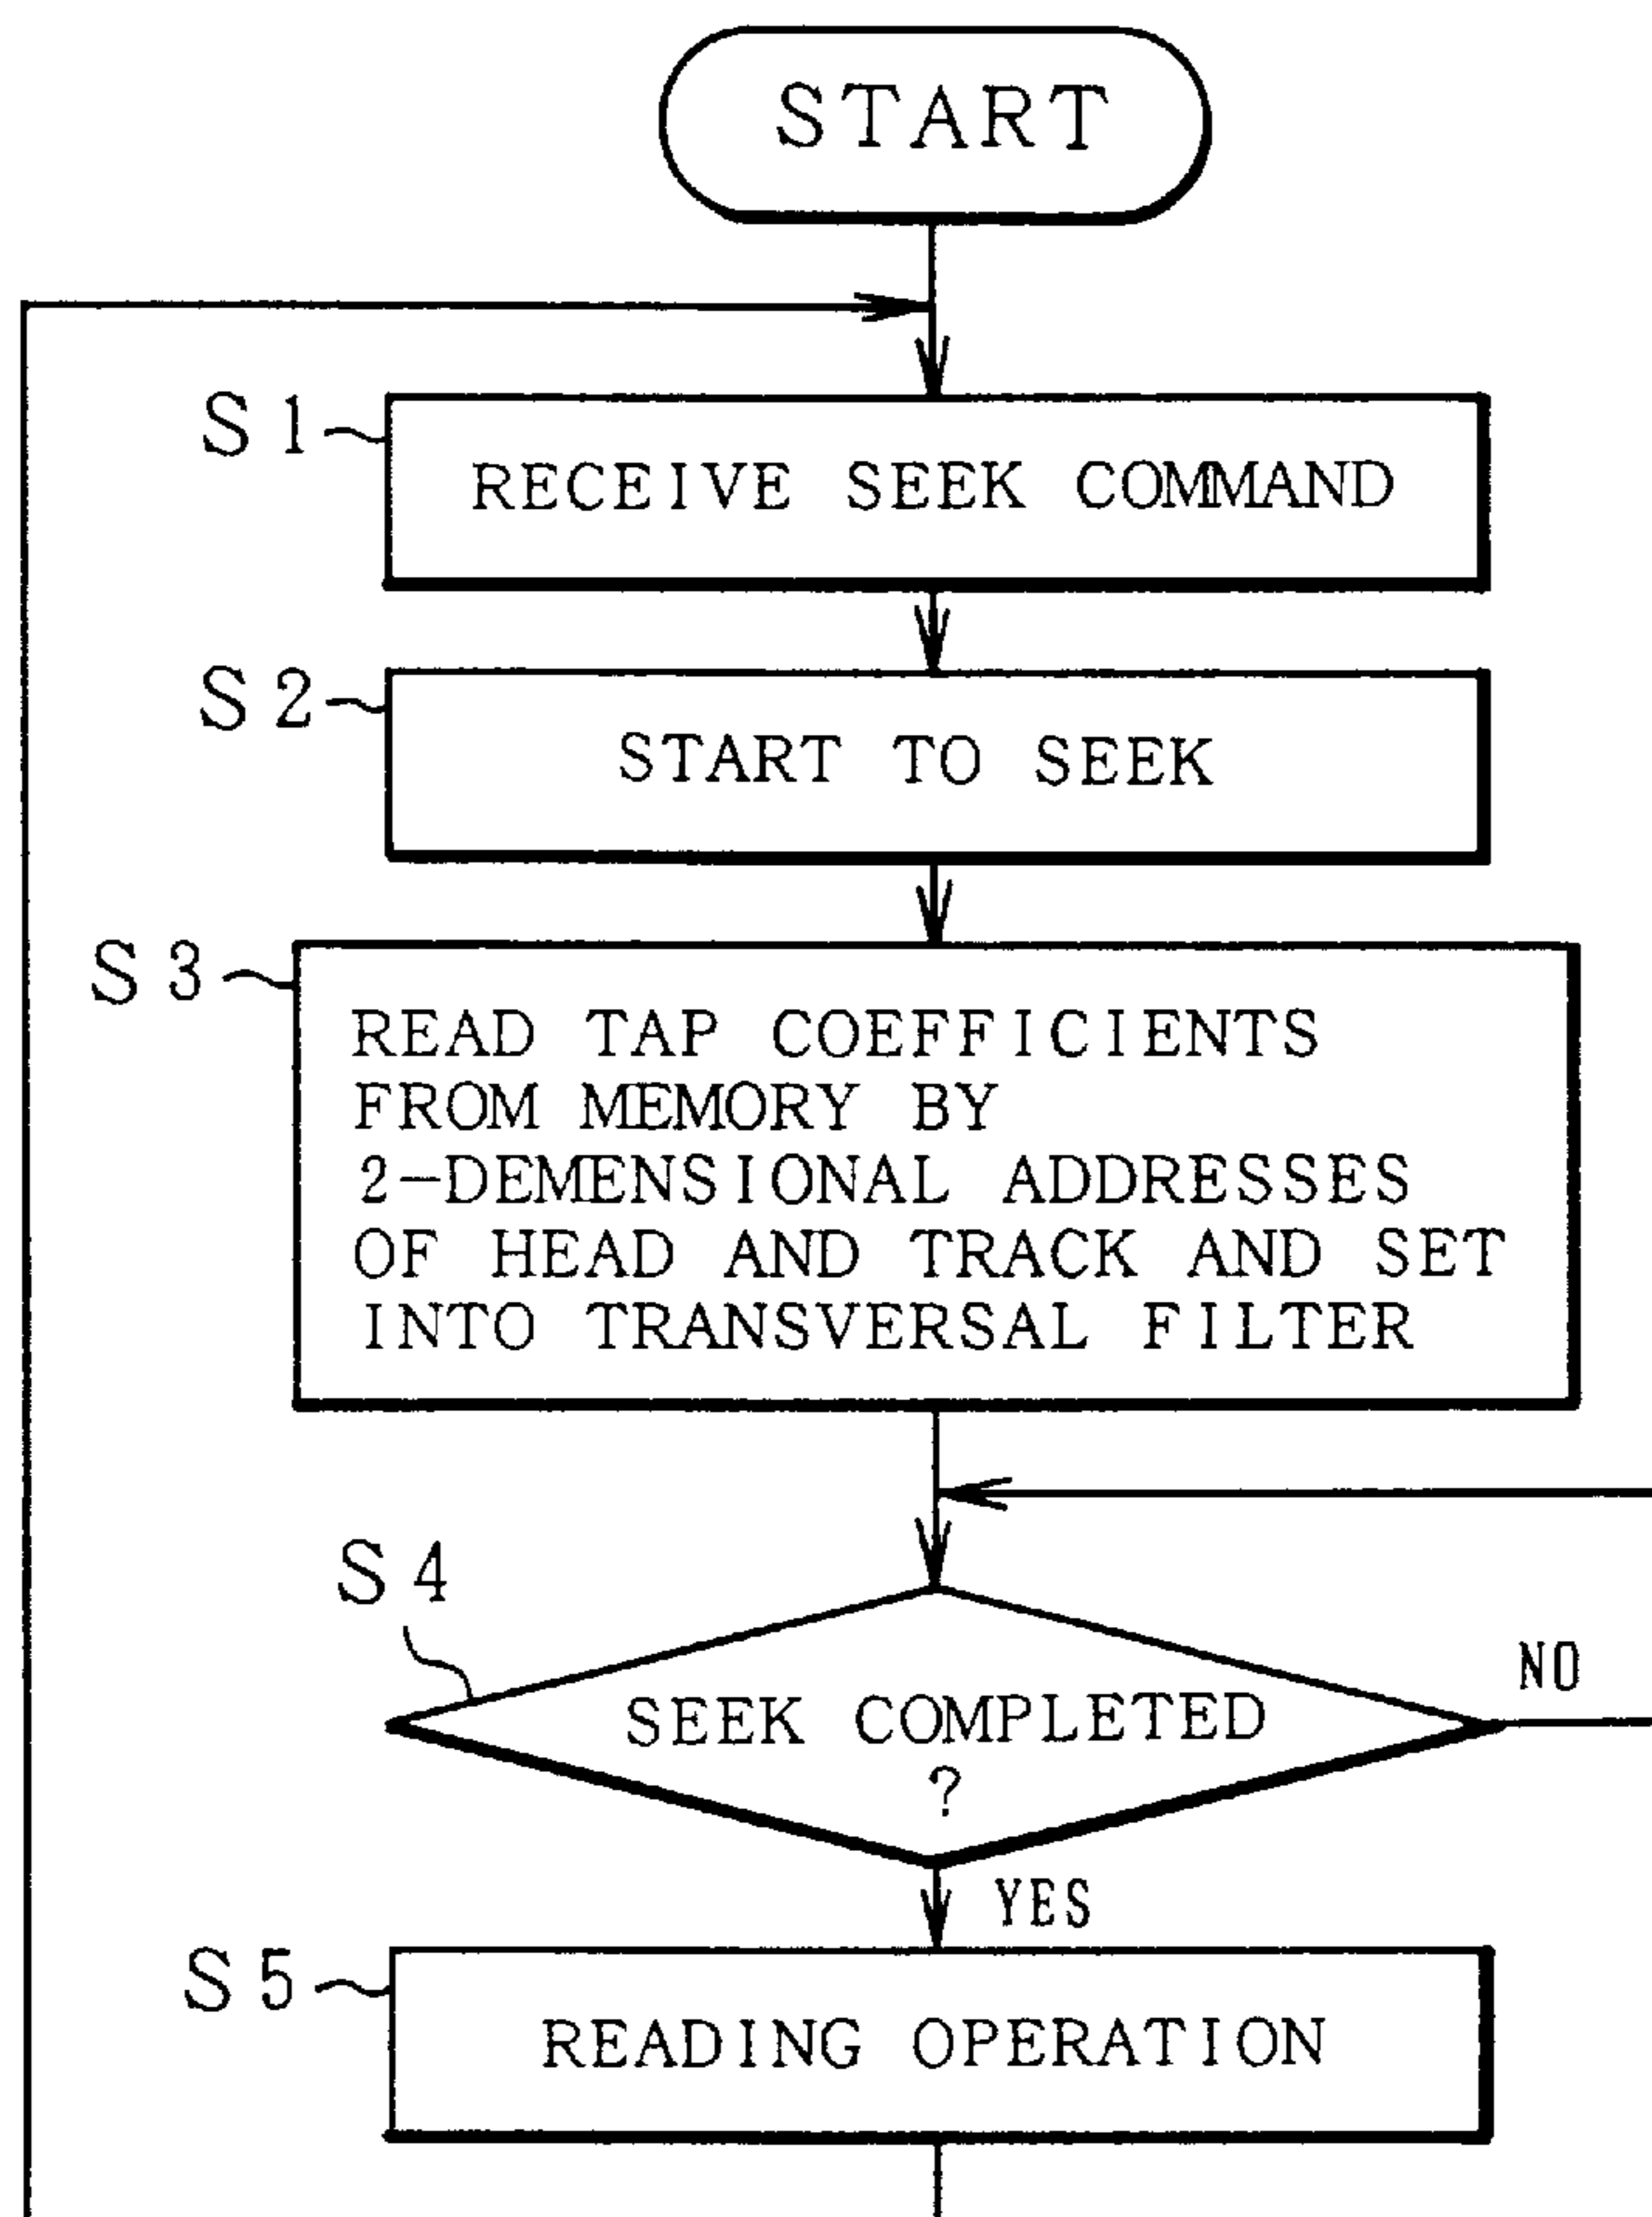 START
S1
RECEIVE SEEK COMMAND
S2
START TO SEEK
S3
READ TAP COEFFICIENTS
FROM MEMORY BY
2-DEMENSIONAL ADDRESSES
OF HEAD AND TRACK AND SET
INTO TRANSVERSAL FILTER
S4
SEEK COMPLETED
?
NO
YES
S5
READING OPERATION